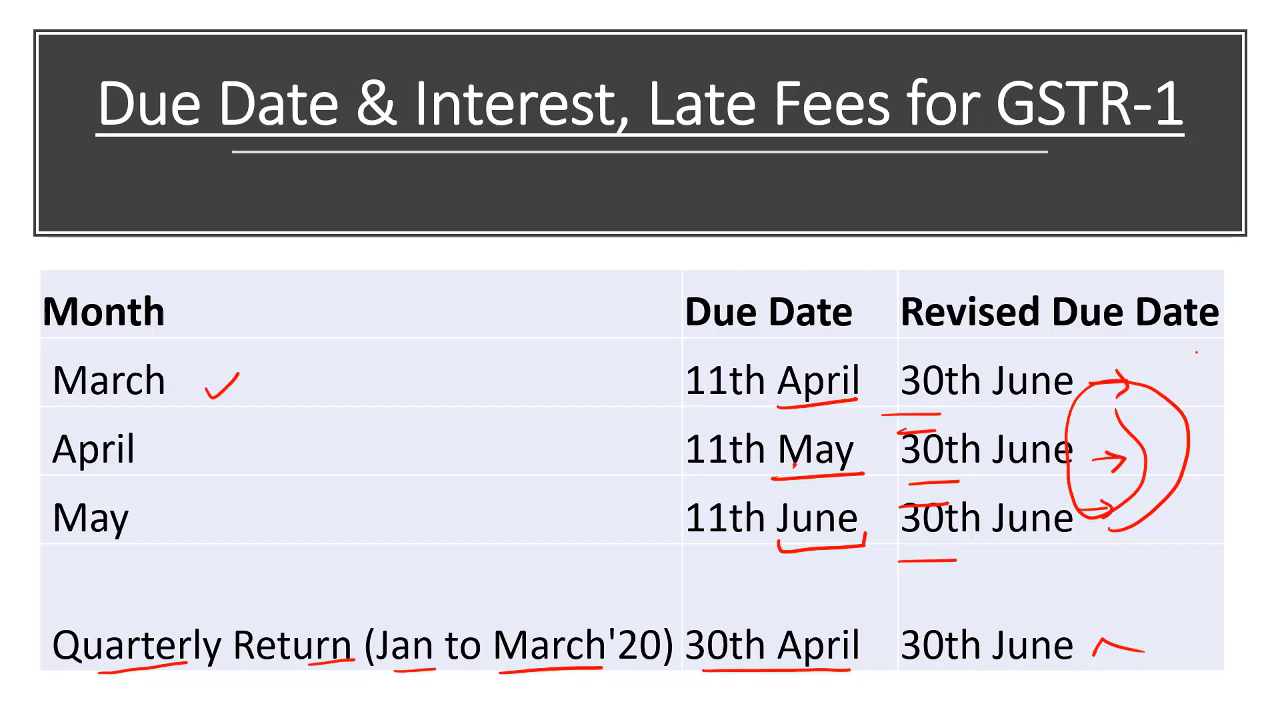 Due Date & Interest, Late Fees for GSTR-1
Month Due Date Revised Due Date
March 11th April 30th June
April 11th May 30th June
May 11th June 30th June
Quarterly Return (Jan to March'20) 30th April 30th June